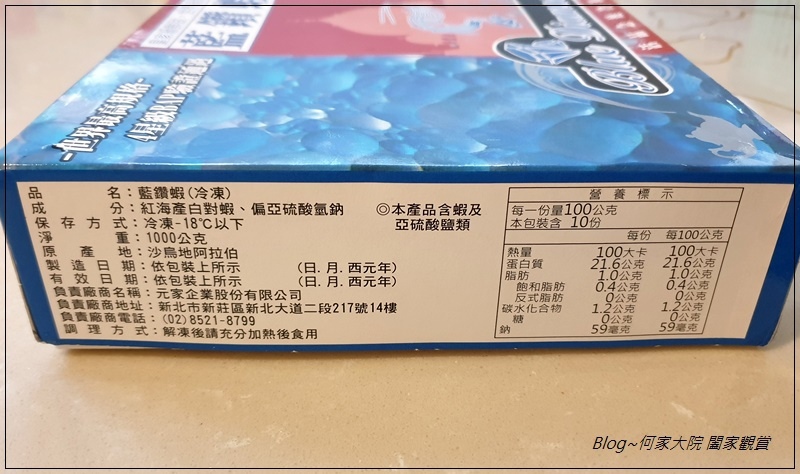 -世界最高規格-
Blue
品名：藍鑽蝦(冷凍)
成分：紅海產白對蝦、偏亞硫酸氫鈉
保存方式：冷凍-18℃以下
淨重：1000公克
原產地：沙烏地阿拉伯
製造日期：依包裝上所示 (日.月.西元年)
有效日期：依包裝上所示 (日.月.西元年)
負責廠商名稱：元家企業股份有限公司
負責廠商地址：新北市新莊區新北大道二段217號14樓
負責廠商電話：(02)8521-8799
調理方式：解凍後請充分加熱後食用
◎本產品含蝦及
亞硫酸鹽類
營養標示
每一份量100公克
本包裝含 10份
每份 每100公克
熱量 100大卡 100大卡
蛋白質 21.6公克 21.6公克
脂肪 1.0公克 1.0公克
飽和脂肪 0.4公克 0.4公克
反式脂肪 0公克 0公克
碳水化合物 1.2公克 1.2公克
糖 0公克 0公克
鈉 59毫克 59毫克
Blog~何家大院 闔家觀賞